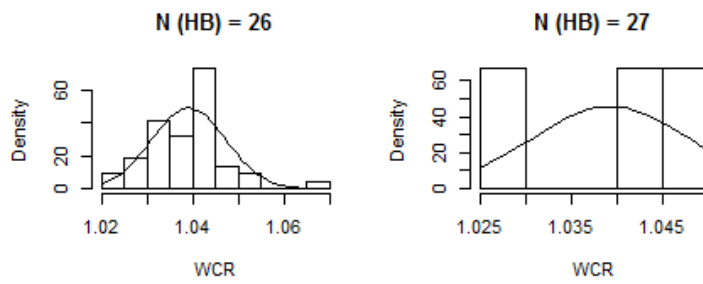 N (HB) = 26
Density
0 20 60
1.02 1.04 1.06
WCR
N (HB) = 27
Density
0 20 40 60
1.025 1.035 1.045
WCR